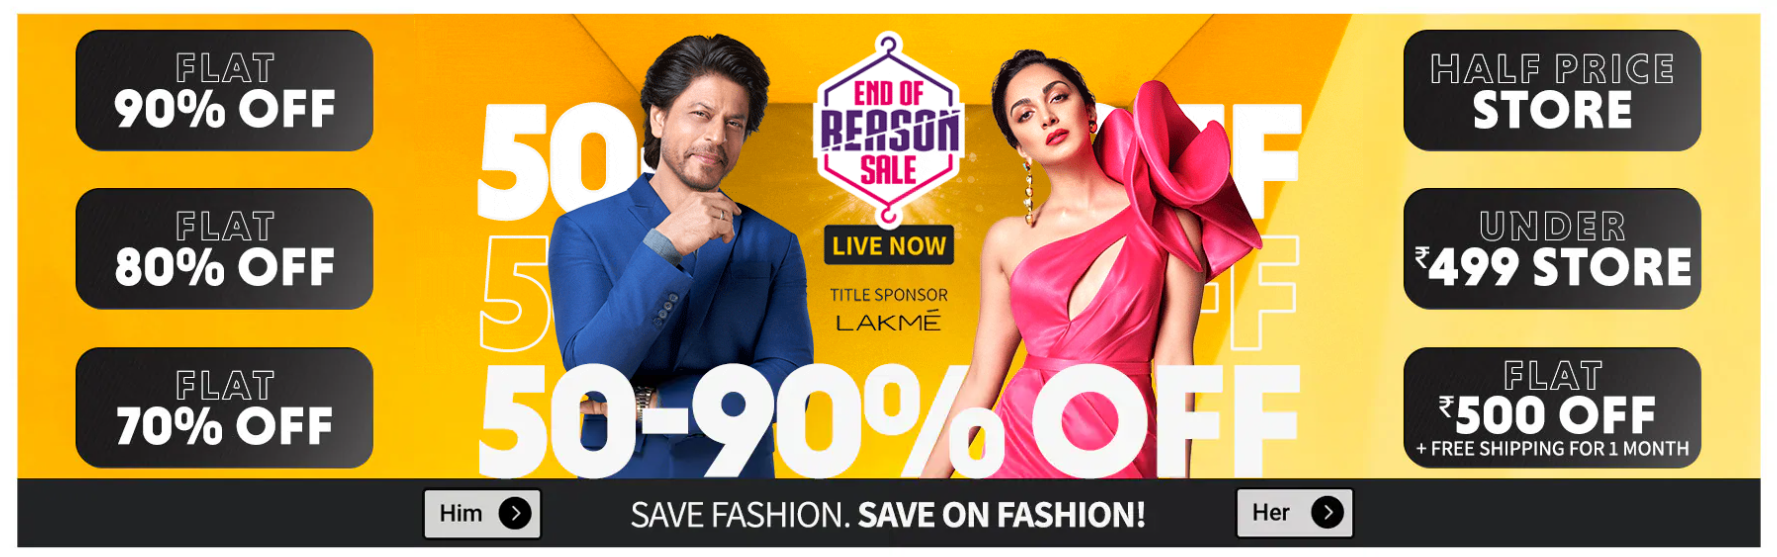 FLAT
90% OFF
FLAT
80% OFF
FLAT
70% OFF
END OF
REASON
SALE
LIVE NOW
TITLE SPONSOR
LAKMÉ
50-90% OFF
HALF PRICE
STORE
UNDER
₹499 STORE
FLAT
₹500 OFF
+ FREE SHIPPING FOR 1 MONTH
Him
SAVE FASHION. SAVE ON FASHION!
Her